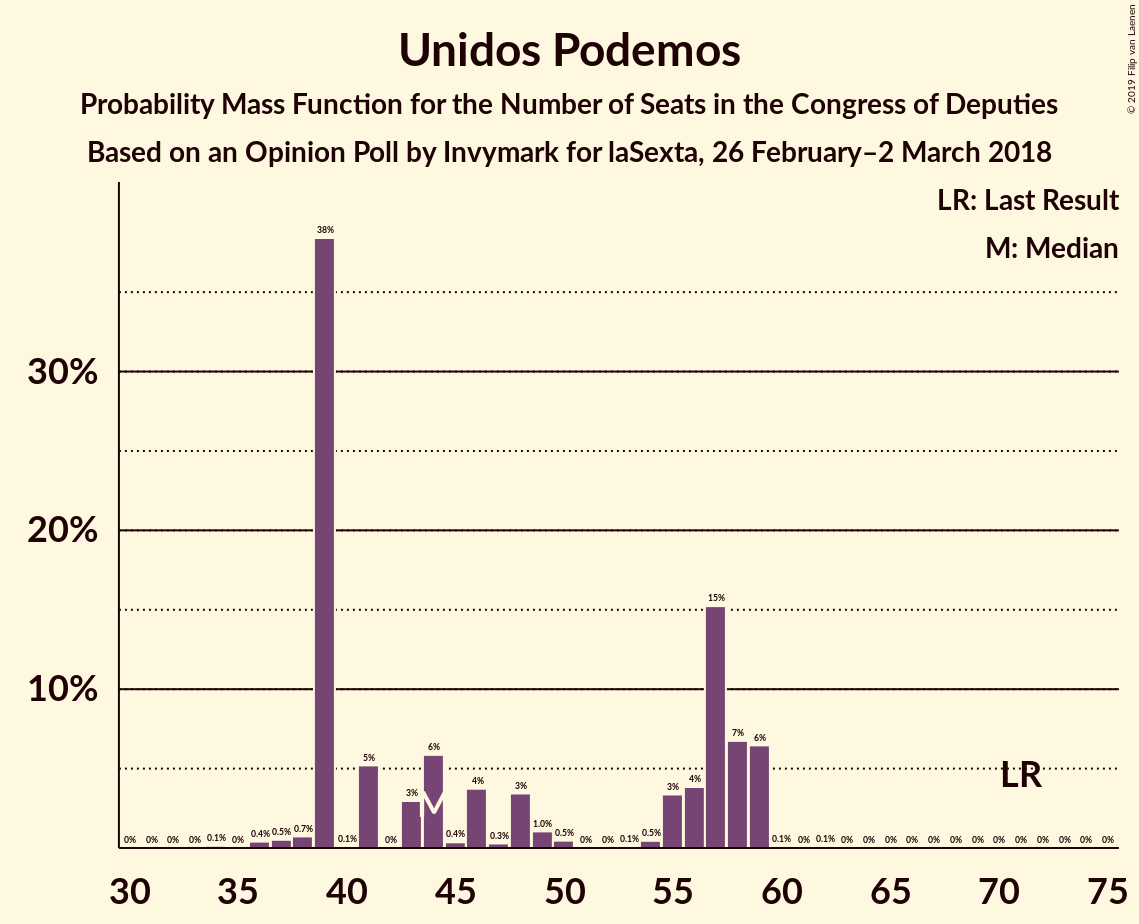 © 2019 Filip van Laenen
Unidos Podemos
Probability Mass Function for the Number of Seats in the Congress of Deputies
Based on an Opinion Poll by Invymark for laSexta, 26 February–2 March 2018
LR: Last Result
M: Median
38%
30%
20%
15%
10%
7%
6%
6%
5%
LR
4%
4%
3%
3%
3%
M
0% 0% 0% 0% 0.1% 0% 0.4% 0.5% 0.7% 0.1% 0% 0.4% 0.3% 1.0% 0.5% 0% 0% 0.1% 0.5% 0.1% 0% 0.1% 0% 0% 0% 0% 0% 0% 0% 0% 0% 0% 0% 0% 0%
30 35 40 45 50 55 60 65 70 75